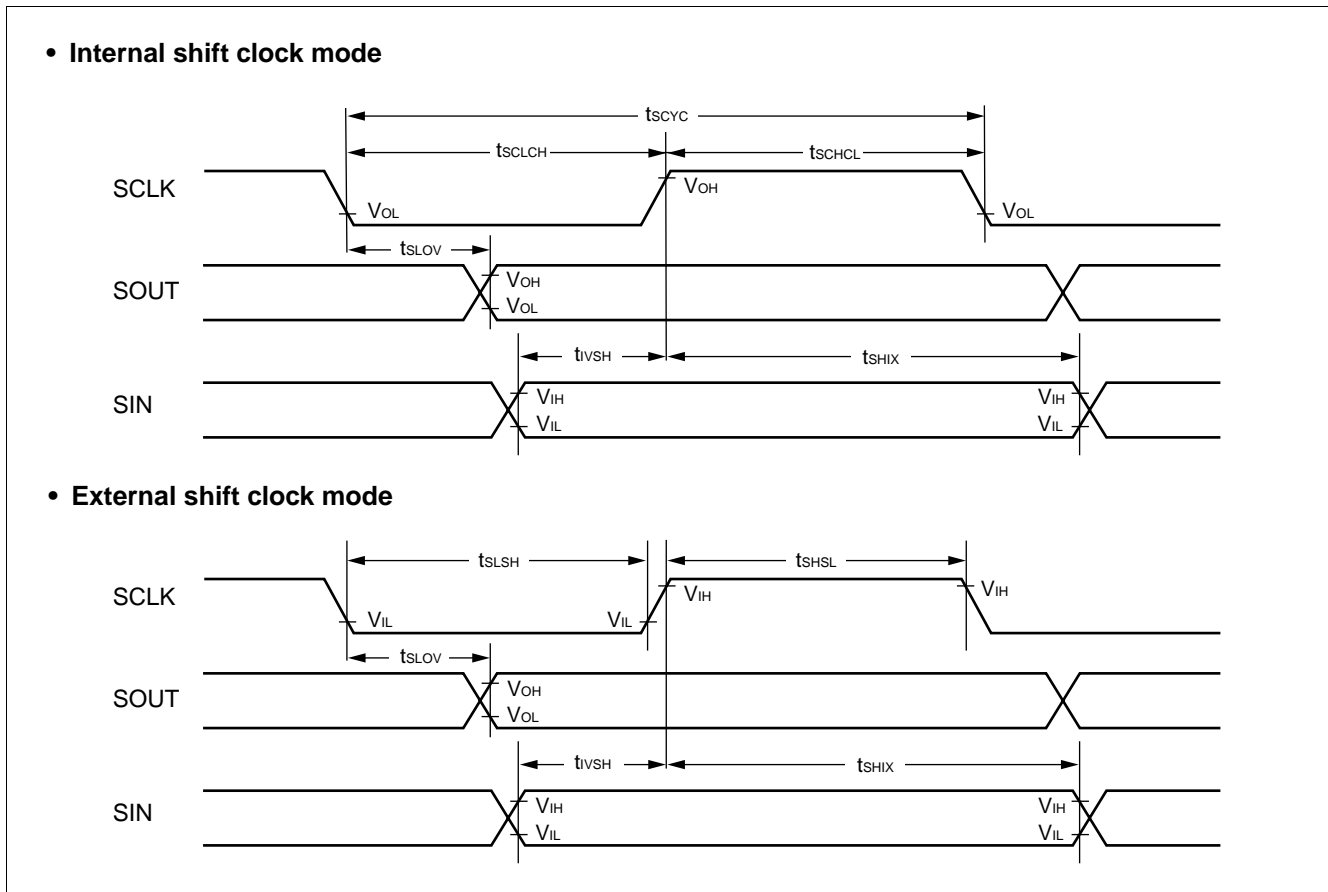 • Internal shift clock mode
tSCYC
tSCLCH tSCHCL
SCLK VOL VOH VOL
tSLOV
SOUT VOH
VOL
tIVSH tSHIX
SIN VIH VIH
VIL VIL
• External shift clock mode
tSLSH tSHSL
SCLK VIH VIH
VIL VIL
tSLOV
SOUT VOH
VOL
tIVSH tSHIX
SIN VIH VIH
VIL VIL